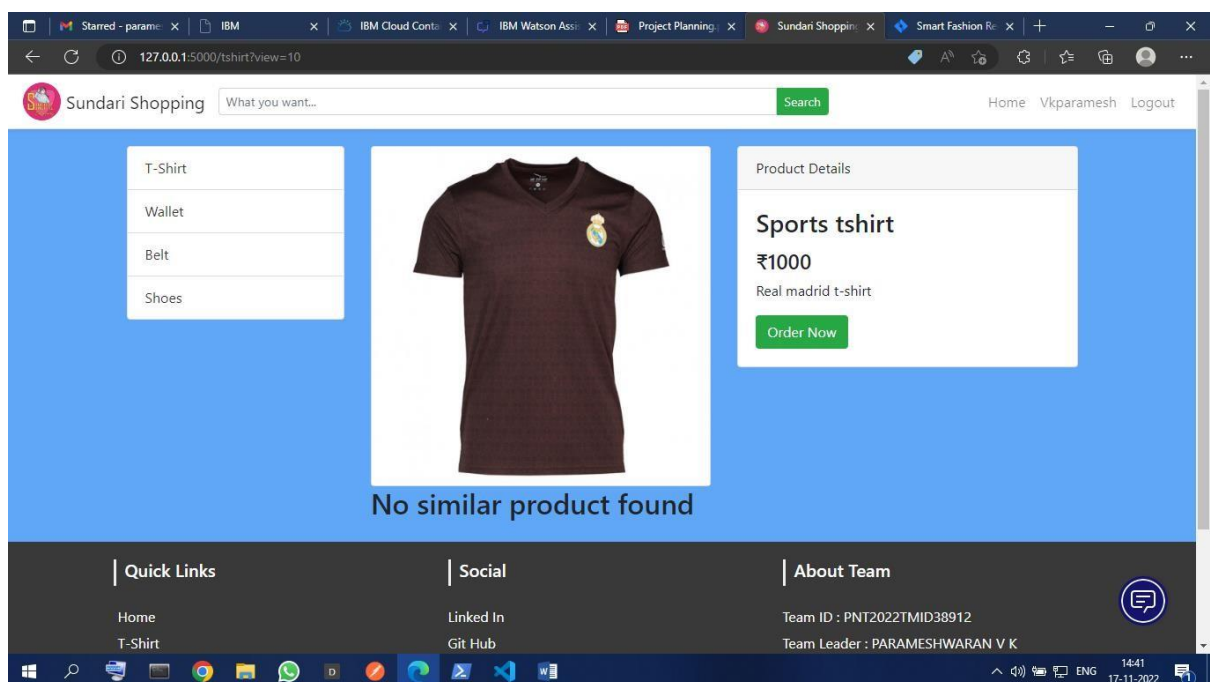 Starred - parame
IBM
IBM Cloud Conta
IBM Watson Assis
Project Planning.
Sundari Shopping
Smart Fashion Re
127.0.0.1:5000/tshirt?view=10
Sundari Shopping
What you want...
Search
Home Vkparamesh Logout
T-Shirt
Wallet
Belt
Shoes
Product Details
Sports tshirt
₹1000
Real madrid t-shirt
Order Now
No similar product found
Quick Links
Home
T-Shirt
Social
Linked In
Git Hub
About Team
Team ID : PNT2022TMID38912
Team Leader : PARAMESHWARAN V K
ENG
14:41
17-11-2022